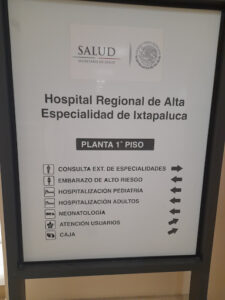 SALUD
SECRETARÍA DE SALUD
Hospital Regional de Alta
Especialidad de Ixtapaluca
PLANTA 1° PISO
CONSULTA EXT. DE ESPECIALIDADES
EMBARAZO DE ALTO RIESGO
HOSPITALIZACIÓN PEDIATRIA
HOSPITALIZACIÓN ADULTOS
NEONATOLOGÍA
ATENCIÓN USUARIOS
CAJA